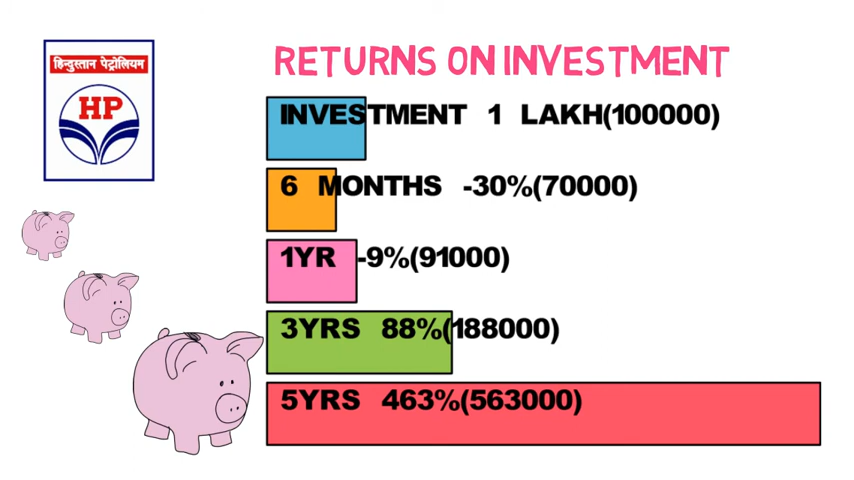 हिन्दुस्तान पेट्रोलियम
HP
RETURNS ON INVESTMENT
INVESTMENT 1 LAKH(100000)
6 MONTHS -30%(70000)
1YR -9%(91000)
3YRS 88%(188000)
5YRS 463%(563000)